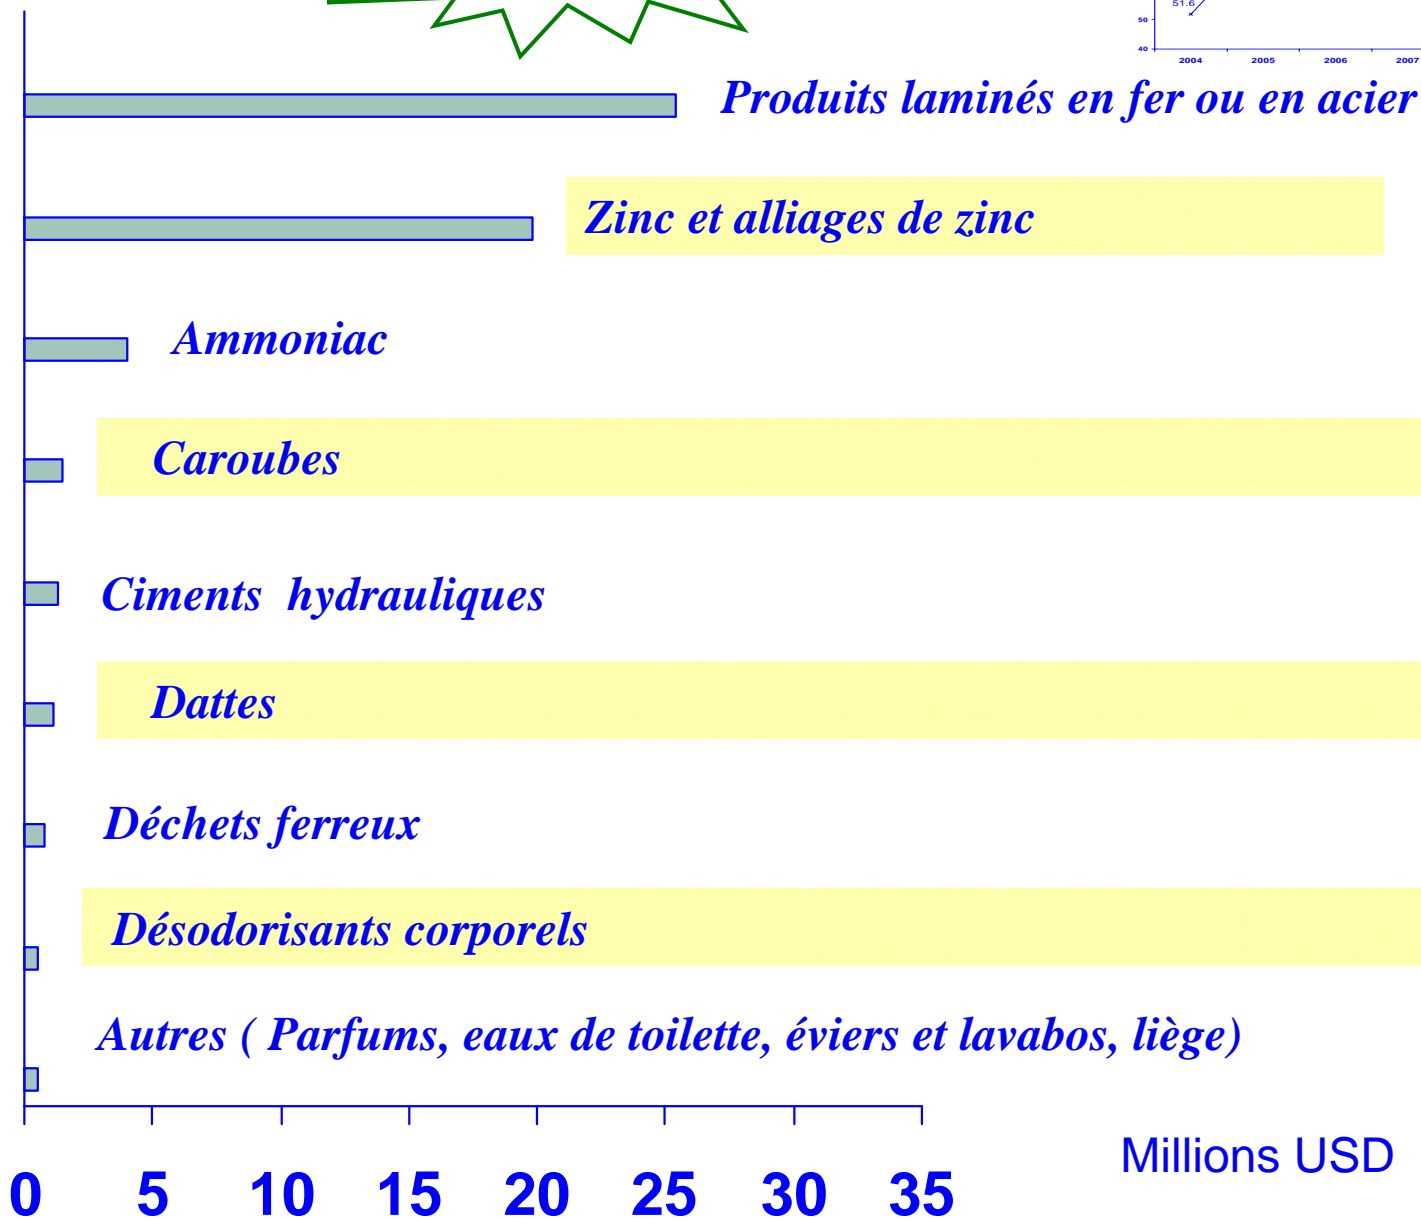 51.6
50
40
2004 2005 2006 2007
Produits laminés en fer ou en acier
Zinc et alliages de zinc
Ammoniac
Caroubes
Ciments hydrauliques
Dattes
Déchets ferreux
Désodorisants corporels
Autres ( Parfums, eaux de toilette, éviers et lavabos, liège)
Millions USD
0 5 10 15 20 25 30 35